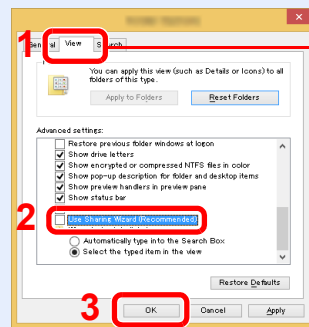 1
General View Search
You can apply this view (such as Details or Icons) to all
folders of this type.
Apply to Folders Reset Folders
Advanced settings:
Restore previous folder windows at logon
Show drive letters
Show encrypted or compressed NTFS files in color
Show pop-up description for folder and desktop items
Show preview handlers in preview pane
Show status bar
2
Use Sharing Wizard (Recommended)
Automatically type into the Search Box
Select the typed item in the view
Restore Defaults
3
OK Cancel Apply